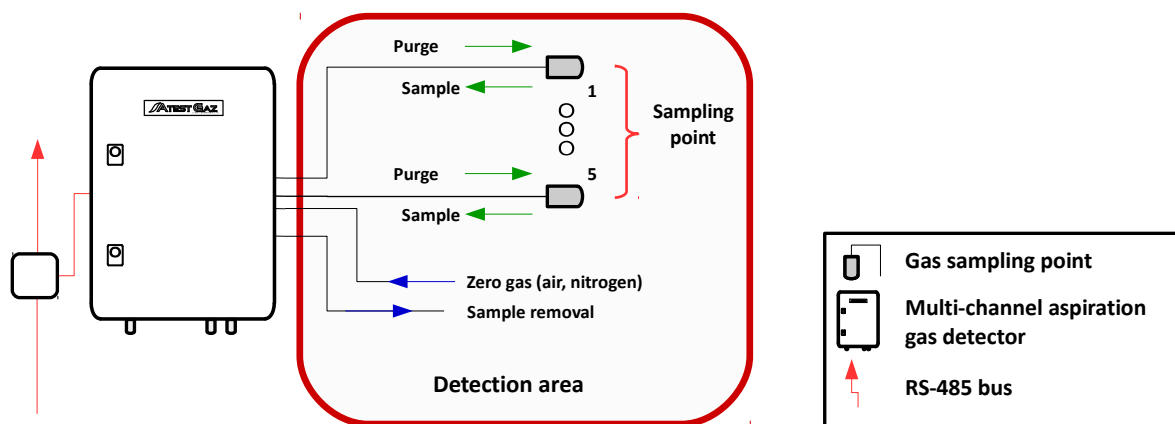 Purge
Sample
1
Sampling
point
ATEST GAZ
5
Purge
Sample
Zero gas (air, nitrogen)
Sample removal
Detection area
Gas sampling point
Multi-channel aspiration
gas detector
RS-485 bus